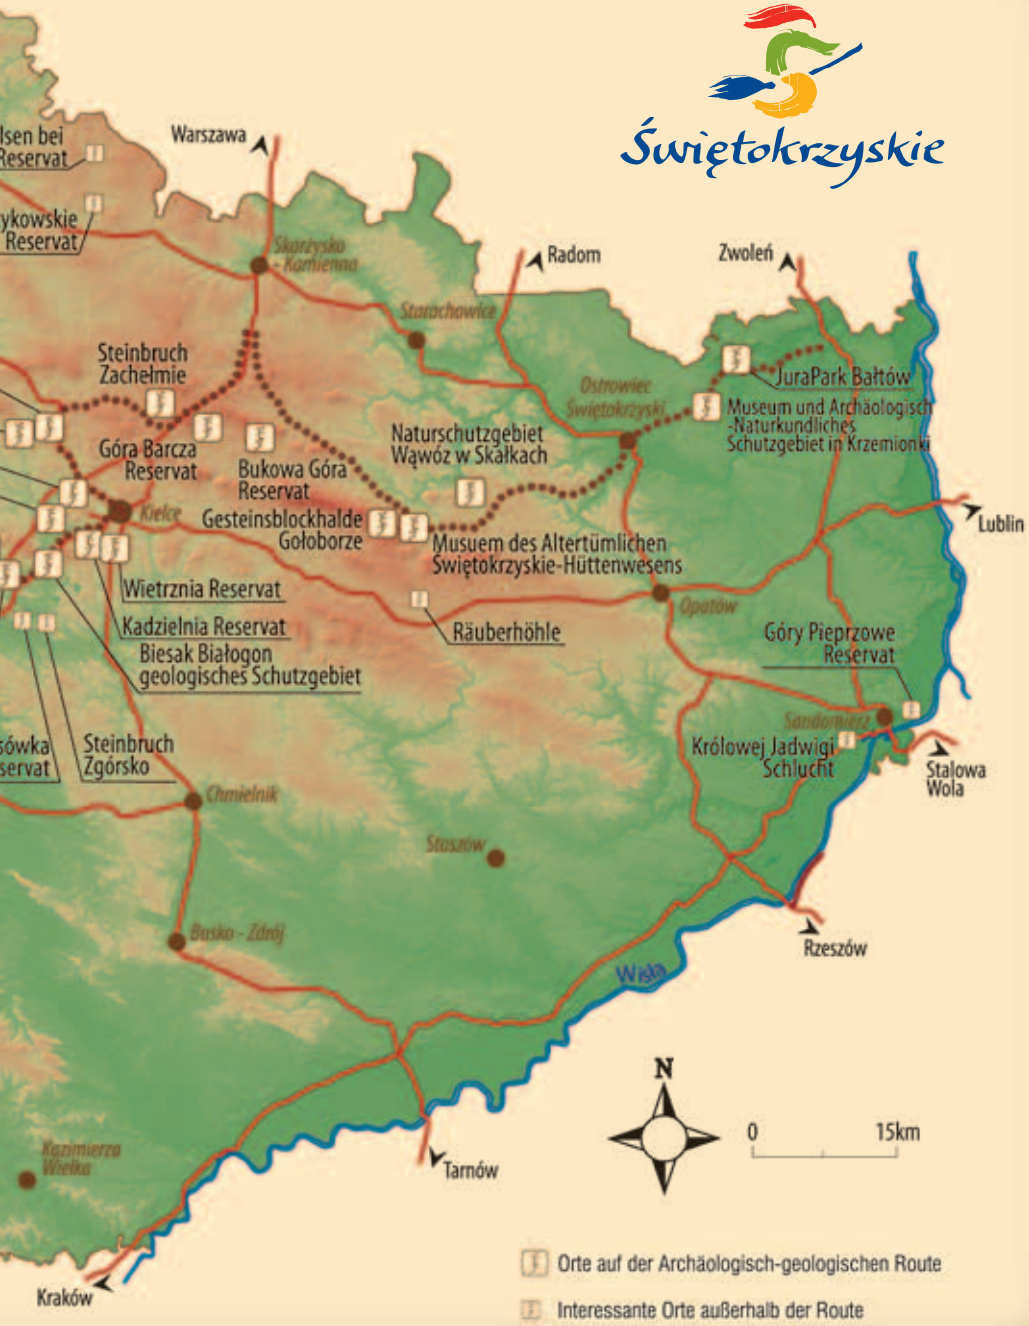 Świętokrzyskie
lsen bei
Reservat
Warszawa
ykowskie
Reservat
Skarżysko
- Kamienna
Radom
Zwoleń
Starachowice
Steinbruch
Zachełmie
JuraPark Bałtów
Ostrowiec
Świętokrzyski
Museum und Archäologisch
-Naturkundliches
Schutzgebiet in Krzemionki
Naturschutzgebiet
Wąwóz w Skałkach
Góra Barcza
Reservat
Bukowa Góra
Reservat
Kielce
Gesteinsblockhalde
Gołoborze
Musuem des Altertümlichen
Świętokrzyskie-Hüttenwesens
Lublin
Wietrznia Reservat
Opatów
Kadzielnia Reservat
Räuberhöhle
Góry Pieprzowe
Reservat
Biesak Białogon
geologisches Schutzgebiet
Sandomierz
sówka
servat
Steinbruch
Zgórsko
Królowej Jadwigi
Schlucht
Stalowa
Wola
Chmielnik
Staszów
Busko - Zdrój
Rzeszów
Wisła
N
0 15km
Kazimierza
Wielka
Tarnów
Kraków
Orte auf der Archäologisch-geologischen Route
Interessante Orte außerhalb der Route